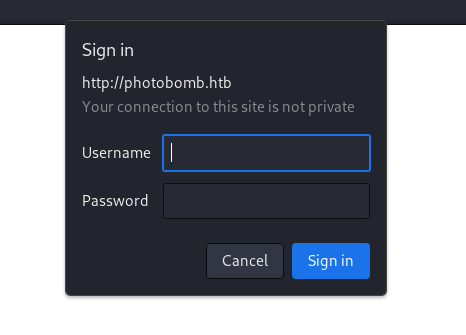 Sign in
http://photobomb.htb
Your connection to this site is not private
Username
Password
Cancel Sign in